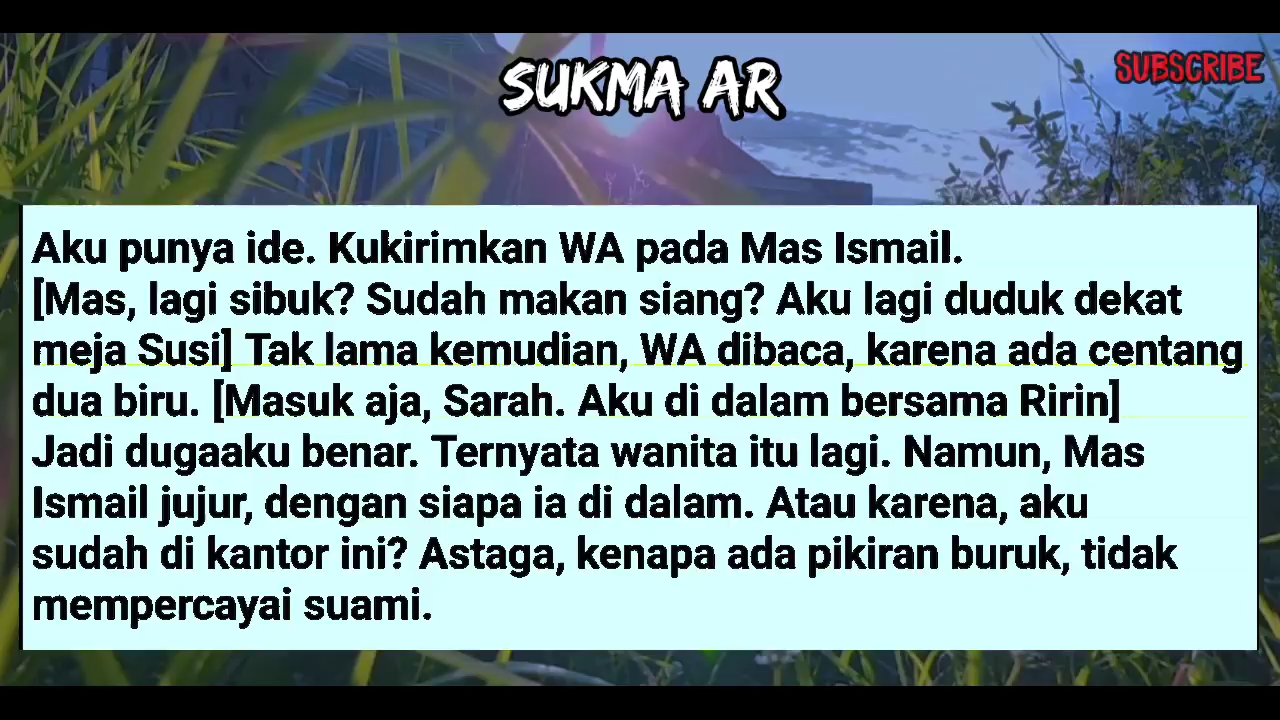 SUKMA AR
SUBSCRIBE
Aku punya ide. Kukirimkan WA pada Mas Ismail.
[Mas, lagi sibuk? Sudah makan siang? Aku lagi duduk dekat
meja Susi] Tak lama kemudian, WA dibaca, karena ada centang
dua biru. [Masuk aja, Sarah. Aku di dalam bersama Ririn]
Jadi dugaaku benar. Ternyata wanita itu lagi. Namun, Mas
Ismail jujur, dengan siapa ia di dalam. Atau karena, aku
sudah di kantor ini? Astaga, kenapa ada pikiran buruk, tidak
mempercayai suami.